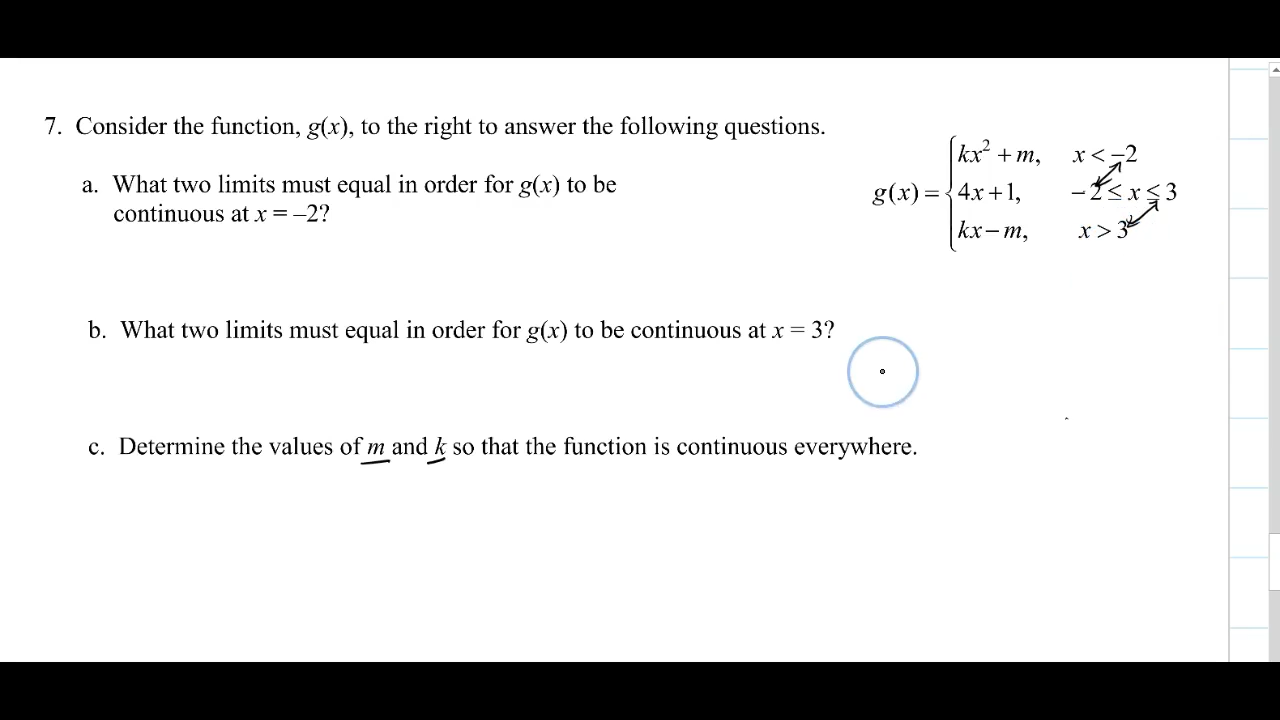 7. Consider the function, g(x), to the right to answer the following questions.
a. What two limits must equal in order for g(x) to be
continuous at x = –2?
g(x) = { kx² + m, x < −2
4x + 1, −2 ≤ x ≤ 3
kx − m, x > 3
b. What two limits must equal in order for g(x) to be continuous at x = 3?
c. Determine the values of m and k so that the function is continuous everywhere.